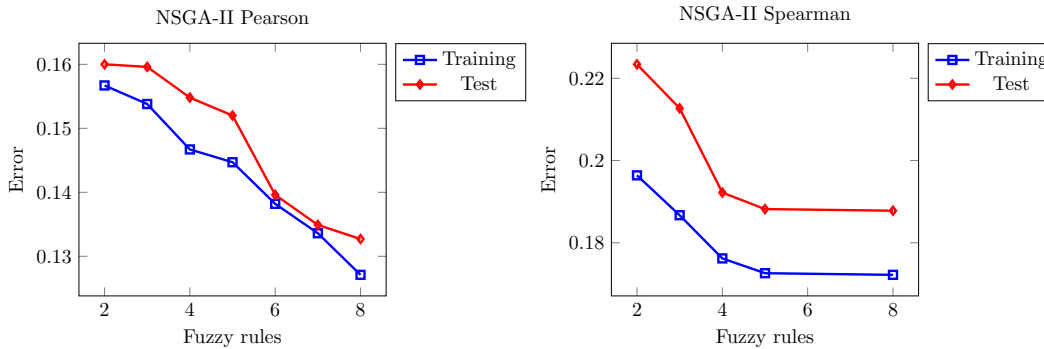 NSGA-II Pearson
0.16
0.15
0.14
0.13
Error
2
4
6
8
Fuzzy rules
Training
Test
NSGA-II Spearman
0.22
0.2
0.18
Error
2
4
6
8
Fuzzy rules
Training
Test